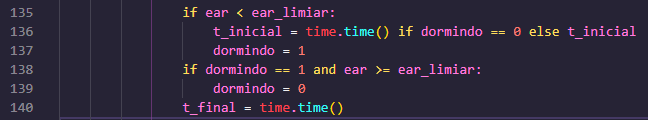 135 if ear < ear_limiar:
136 t_inicial = time.time() if dormindo == 0 else t_inicial
137 dormindo = 1
138 if dormindo == 1 and ear >= ear_limiar:
139 dormindo = 0
140 t_final = time.time()